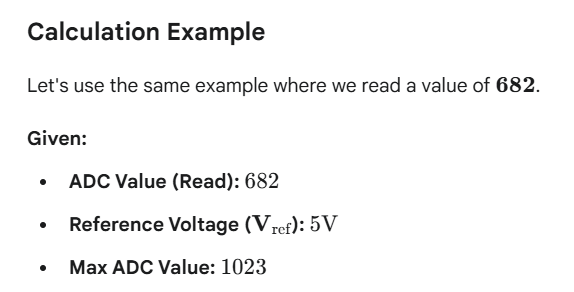 Calculation Example
Let's use the same example where we read a value of 682.
Given:
• ADC Value (Read): 682
• Reference Voltage (Vref): 5V
• Max ADC Value: 1023